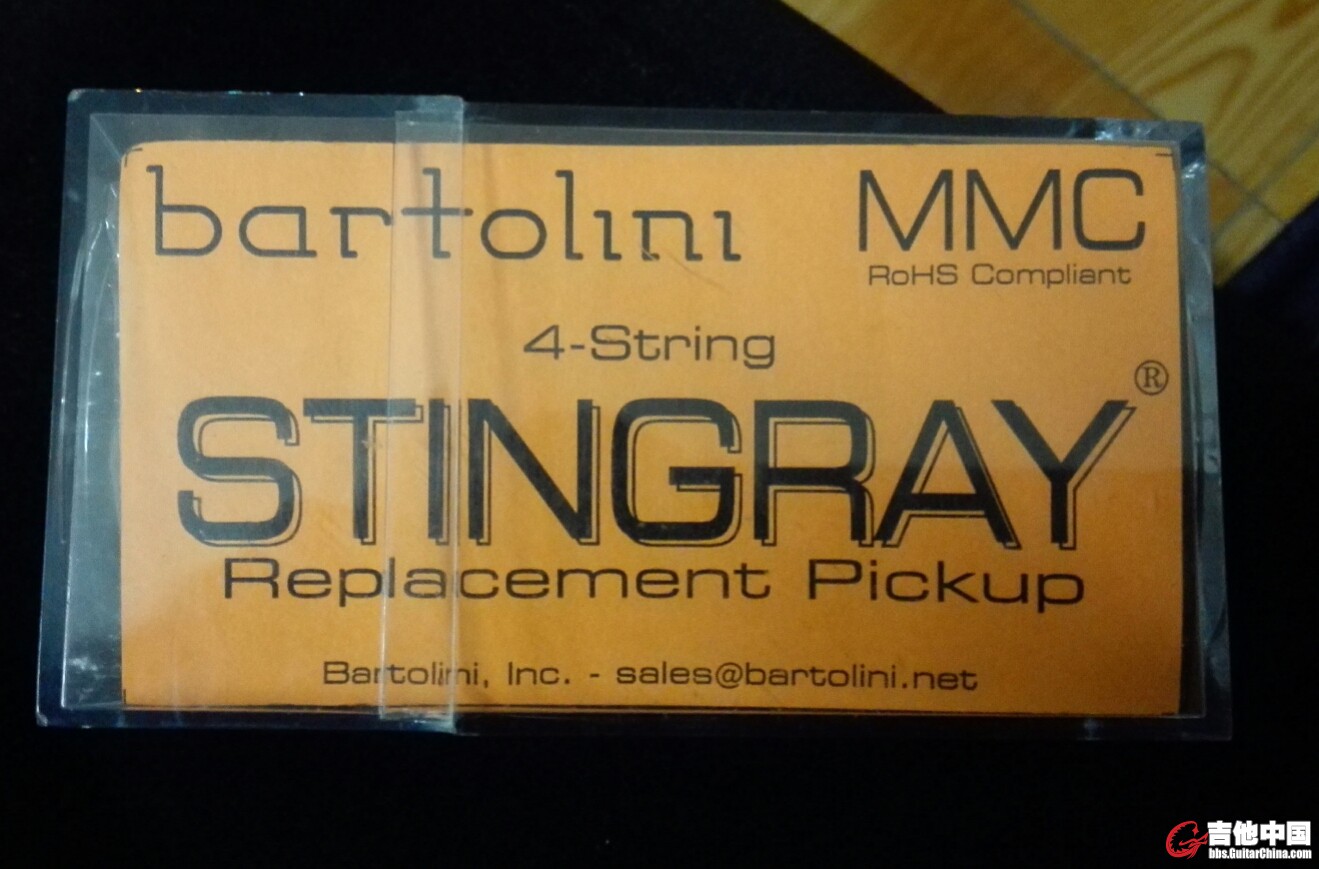 bartolini
MMC
RoHS Compliant
4-String
STINGRAY®
Replacement Pickup
Bartolini, Inc. - sales@bartolini.net
吉他中国
bbs.GuitarChina.com